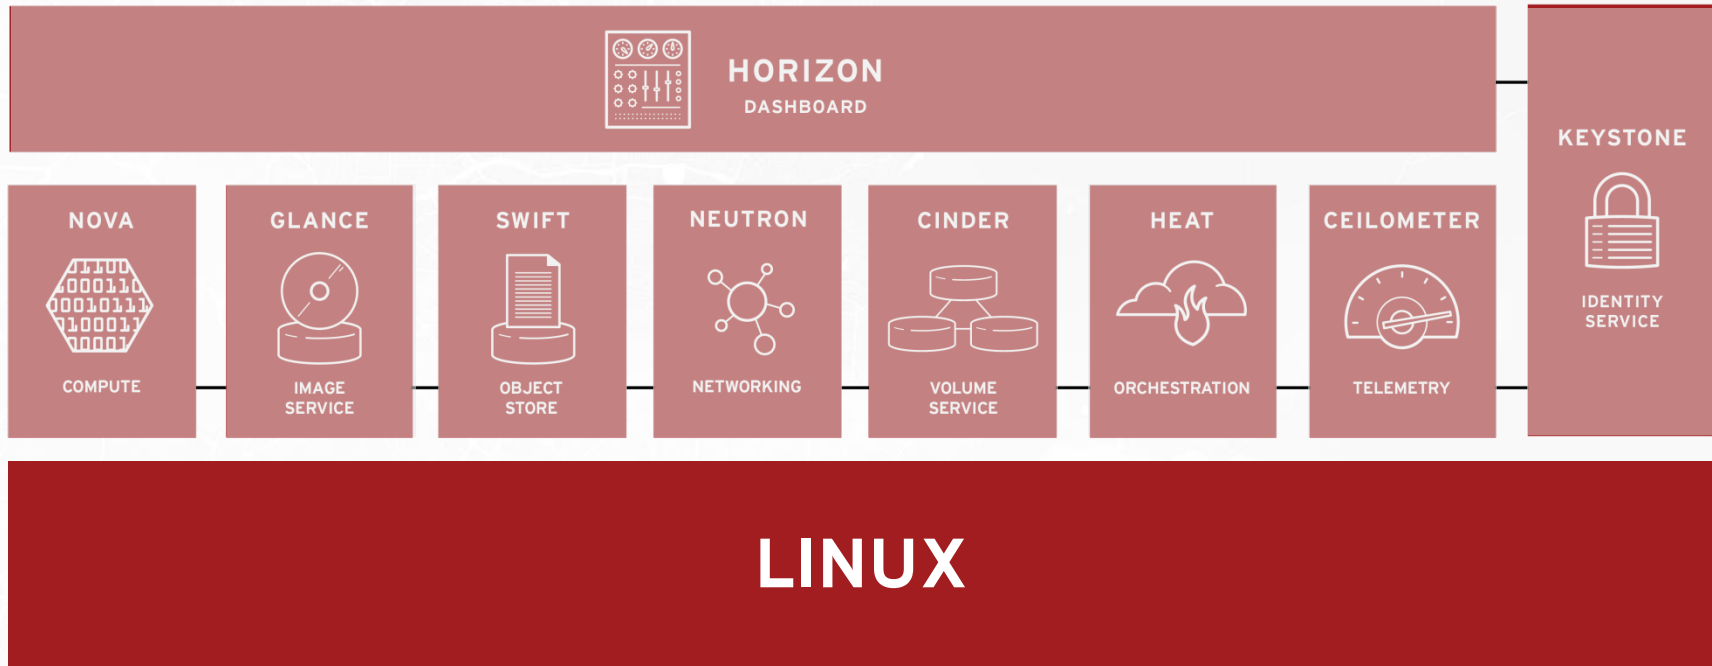 HORIZON
DASHBOARD
KEYSTONE
IDENTITY
SERVICE
NOVA
COMPUTE
GLANCE
IMAGE
SERVICE
SWIFT
OBJECT
STORE
NEUTRON
NETWORKING
CINDER
VOLUME
SERVICE
HEAT
ORCHESTRATION
CEILOMETER
TELEMETRY
LINUX